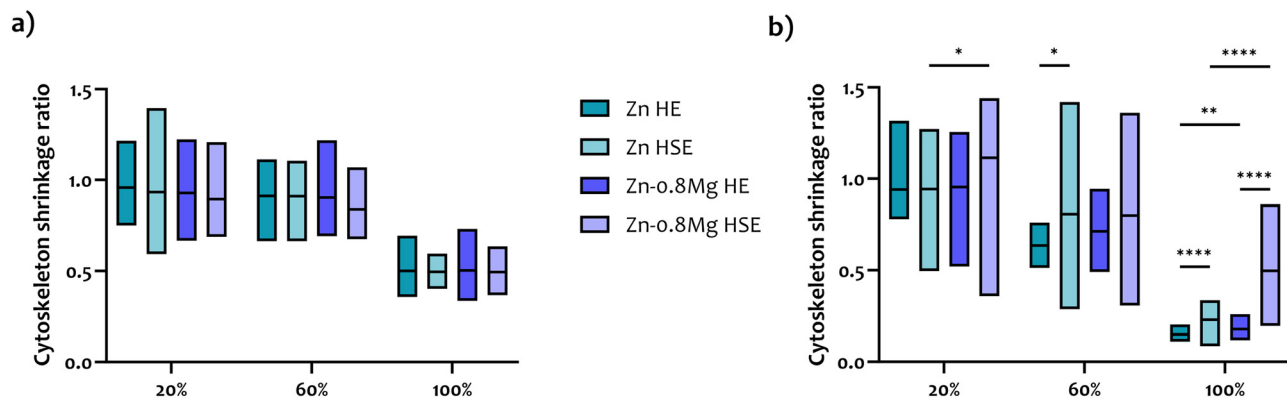 a)
Cytoskeleton shrinkage ratio
1.5
1.0
0.5
0.0
20%
60%
100%
Zn HE
Zn HSE
Zn-0.8Mg HE
Zn-0.8Mg HSE
b)
Cytoskeleton shrinkage ratio
1.5
1.0
0.5
0.0
*
*
****
**
****
****
20%
60%
100%